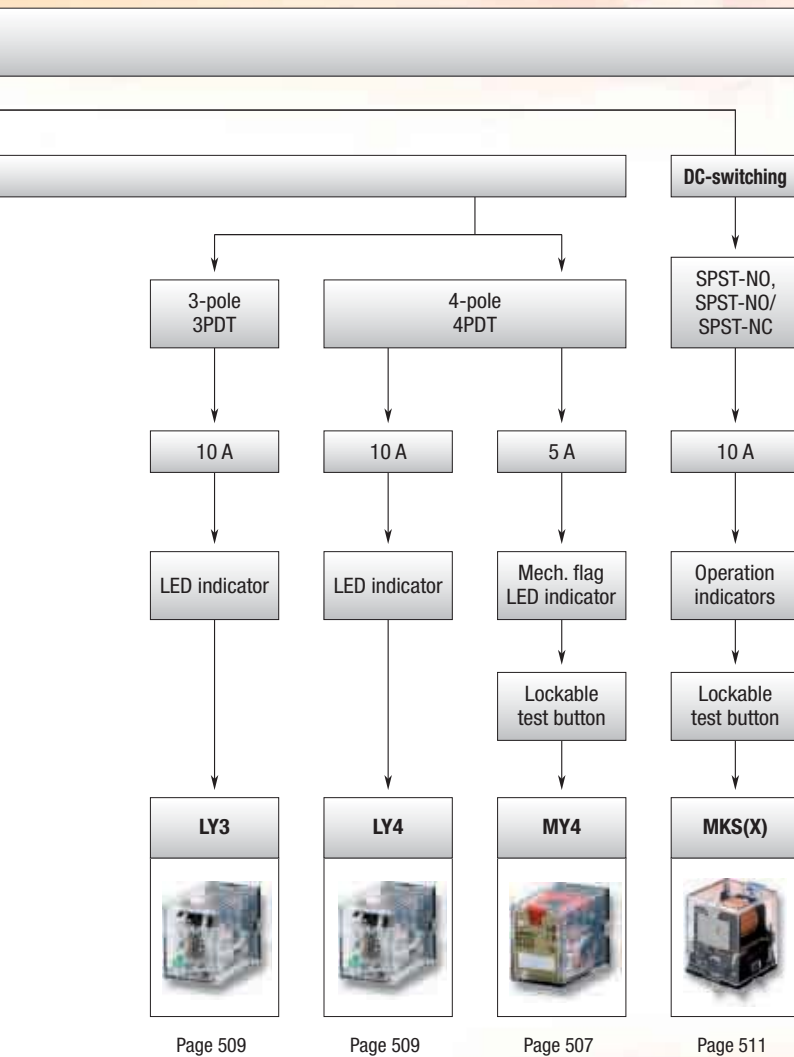 DC-switching
3-pole
3PDT
4-pole
4PDT
SPST-NO,
SPST-NO/
SPST-NC
10 A
10 A
5 A
10 A
LED indicator
LED indicator
Mech. flag
LED indicator
Operation
indicators
Lockable
test button
Lockable
test button
LY3
LY4
MY4
MKS(X)
Page 509
Page 509
Page 507
Page 511